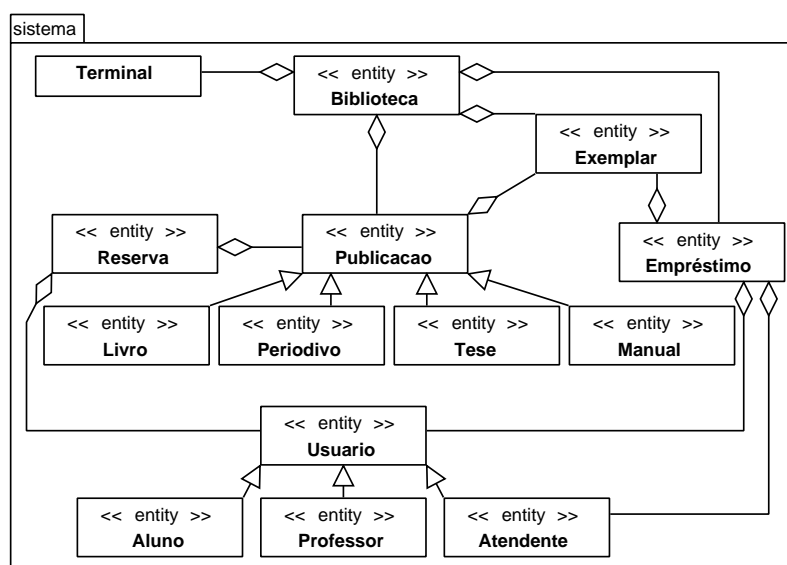 sistema
Terminal
<< entity >>
Biblioteca
<< entity >>
Exemplar
<< entity >>
Reserva
<< entity >>
Publicacao
<< entity >>
Empréstimo
<< entity >>
Livro
<< entity >>
Periodivo
<< entity >>
Tese
<< entity >>
Manual
<< entity >>
Usuario
<< entity >>
Aluno
<< entity >>
Professor
<< entity >>
Atendente